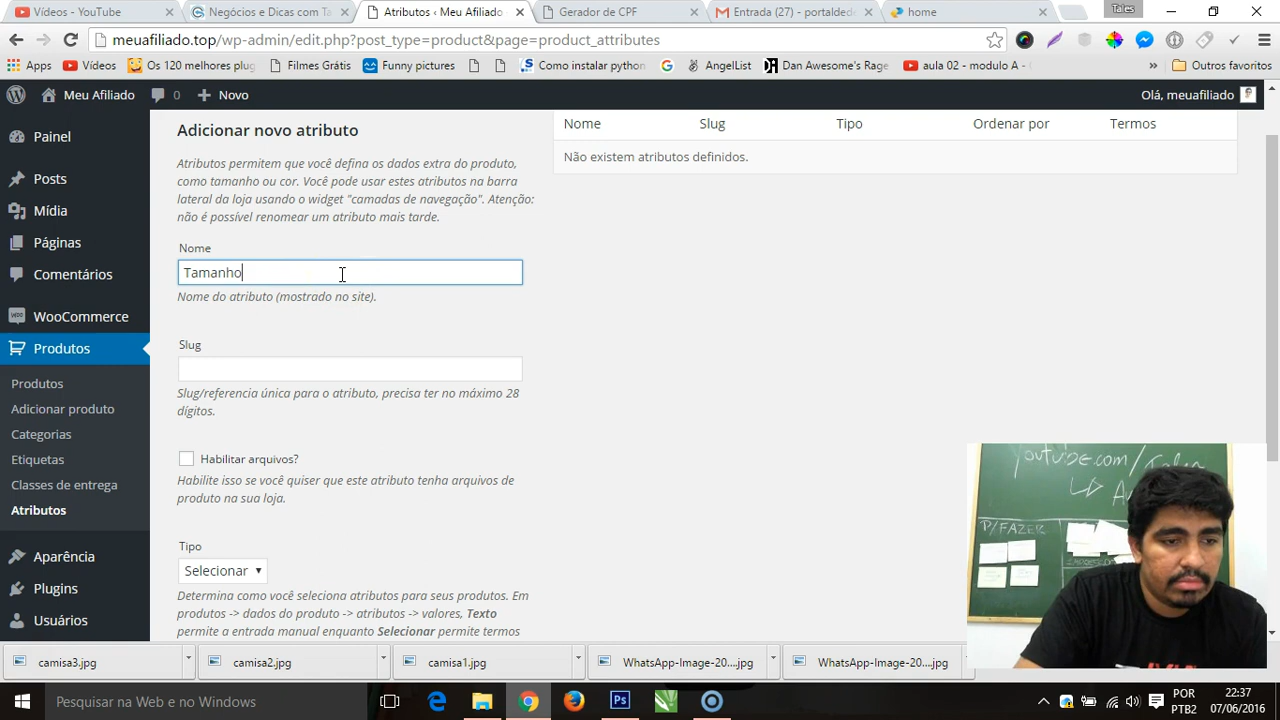 Vídeos - YouTube
Negócios e Dicas com Ta
Atributos ‹ Meu Afiliado
Gerador de CPF
Entrada (27) - portaldede
home
Tales
meuafiliado.top/wp-admin/edit.php?post_type=product&page=product_attributes
Apps
Vídeos
Os 120 melhores plug
Filmes Grátis
Funny pictures
Como instalar python
AngelList
Dan Awesome's Rage
aula 02 - modulo A -
»
Outros favoritos
Meu Afiliado
0
Novo
Olá, meuafiliado
Painel
Posts
Mídia
Páginas
Comentários
WooCommerce
Produtos
Produtos
Adicionar produto
Categorias
Etiquetas
Classes de entrega
Atributos
Aparência
Plugins
Usuários
Adicionar novo atributo
Atributos permitem que você defina os dados extra do produto,
como tamanho ou cor. Você pode usar estes atributos na barra
lateral da loja usando o widget "camadas de navegação". Atenção:
não é possível renomear um atributo mais tarde.
Nome
Tamanho
Nome do atributo (mostrado no site).
Slug
Slug/referencia única para o atributo, precisa ter no máximo 28
dígitos.
Habilitar arquivos?
Habilite isso se você quiser que este atributo tenha arquivos de
produto na sua loja.
Tipo
Selecionar
Determina como você seleciona atributos para seus produtos. Em
produtos -> dados do produto -> atributos -> valores, Texto
permite a entrada manual enquanto Selecionar permite termos
Nome Slug Tipo Ordenar por Termos
Não existem atributos definidos.
Youtube.com/
P/FAZER
camisa3.jpg
camisa2.jpg
camisa1.jpg
WhatsApp-Image-20....jpg
WhatsApp-Image-20....jpg
Pesquisar na Web e no Windows
POR
PTB2
22:37
07/06/2016